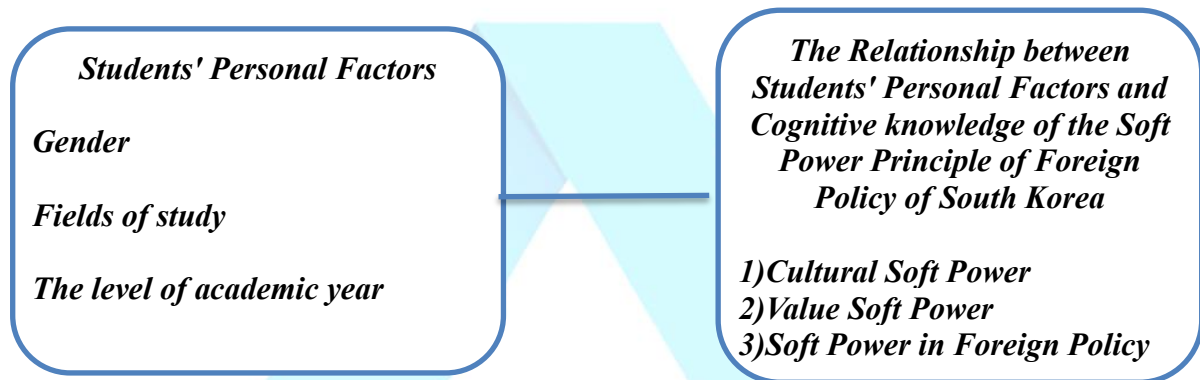 Students' Personal Factors
Gender
Fields of study
The level of academic year
The Relationship between
Students' Personal Factors and
Cognitive knowledge of the Soft
Power Principle of Foreign
Policy of South Korea
1)Cultural Soft Power
2)Value Soft Power
3)Soft Power in Foreign Policy